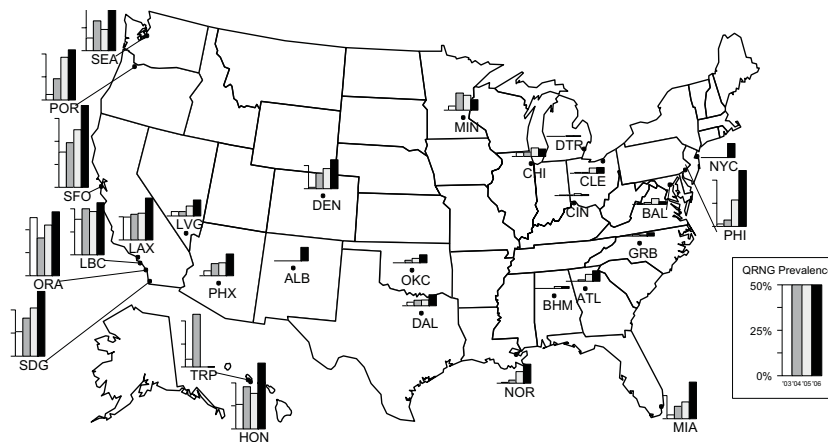 SEA
POR
SFO
ORA
LBC
LAX
LVG
SDG
PHX
ALB
DEN
TRP
HON
MIN
CHI
DTR
CLE
CIN
OKC
DAL
NOR
BHM
ATL
GRB
BAL
NYC
PHI
MIA
QRNG Prevalence
50%
25%
0%
'03 '04 '05 '06